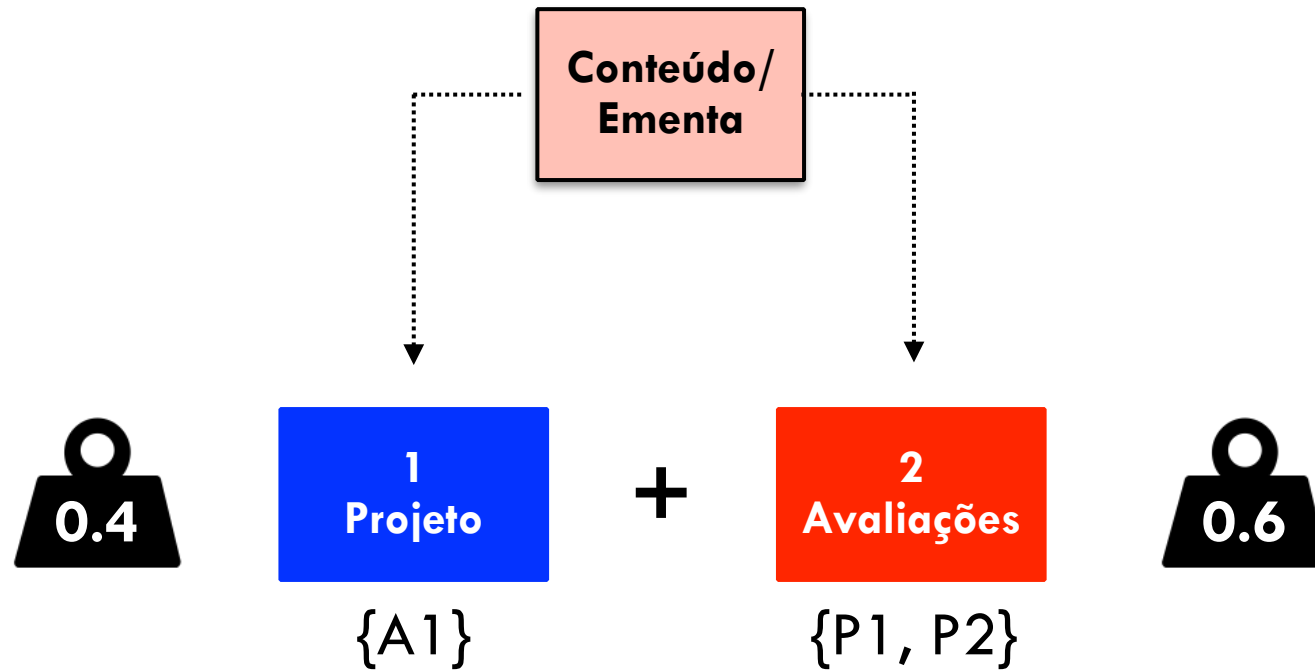 Conteúdo/
Ementa
0.4
1
Projeto
+
2
Avaliações
0.6
{A1}
{P1, P2}